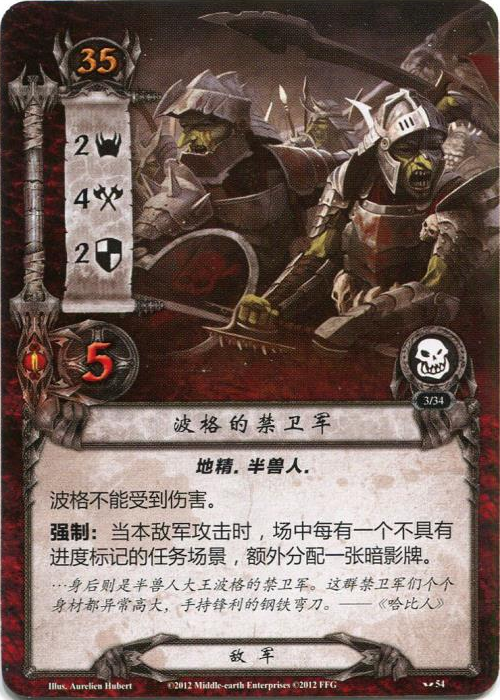 35
2
4
2
5
3/34
波格的禁卫军
地精. 半兽人.
波格不能受到伤害。
强制：当本敌军攻击时，场中每有一个不具有
进度标记的任务场景，额外分配一张暗影牌。
…身后则是半兽人大王波格的禁卫军。这群禁卫军们个个
身材都异常高大，手持锋利的钢铁弯刀。——《哈比人》
敌军
Illus. Aurelien Hubert ©2012 Middle-earth Enterprises ©2012 FFG 54